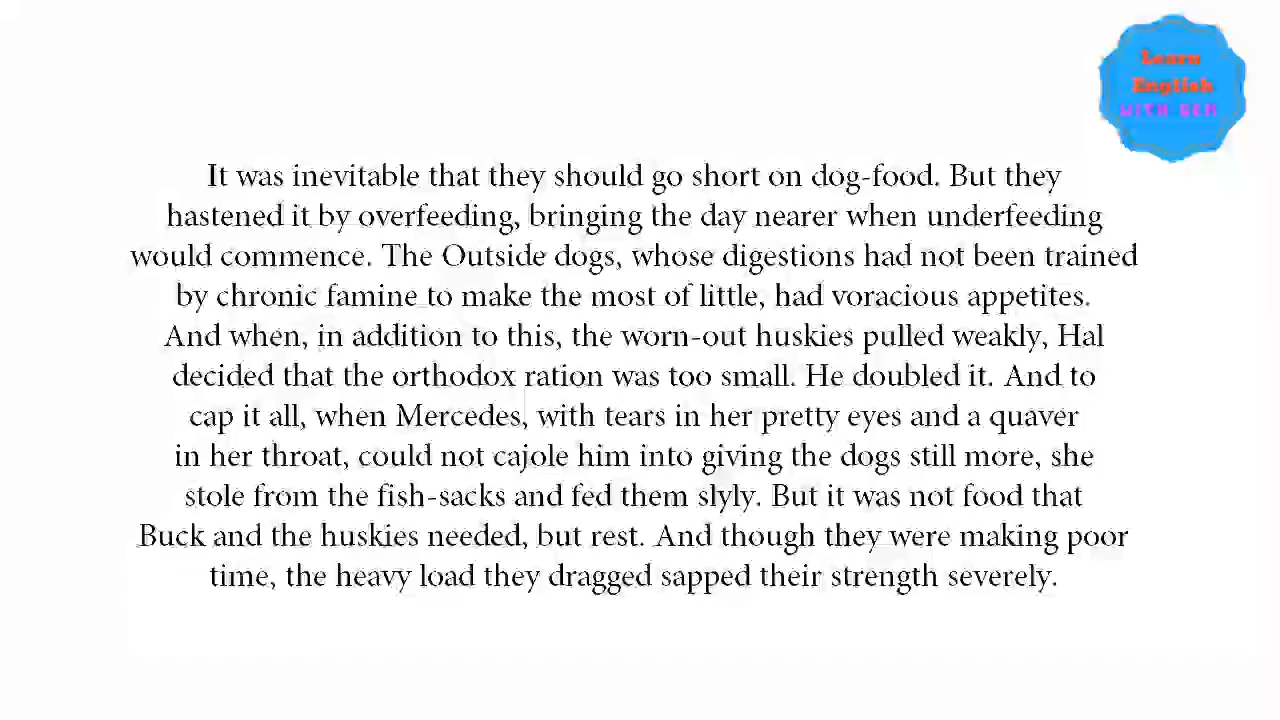 Learn
English
WITH GEM
It was inevitable that they should go short on dog-food. But they
hastened it by overfeeding, bringing the day nearer when underfeeding
would commence. The Outside dogs, whose digestions had not been trained
by chronic famine to make the most of little, had voracious appetites.
And when, in addition to this, the worn-out huskies pulled weakly, Hal
decided that the orthodox ration was too small. He doubled it. And to
cap it all, when Mercedes, with tears in her pretty eyes and a quaver
in her throat, could not cajole him into giving the dogs still more, she
stole from the fish-sacks and fed them slyly. But it was not food that
Buck and the huskies needed, but rest. And though they were making poor
time, the heavy load they dragged sapped their strength severely.